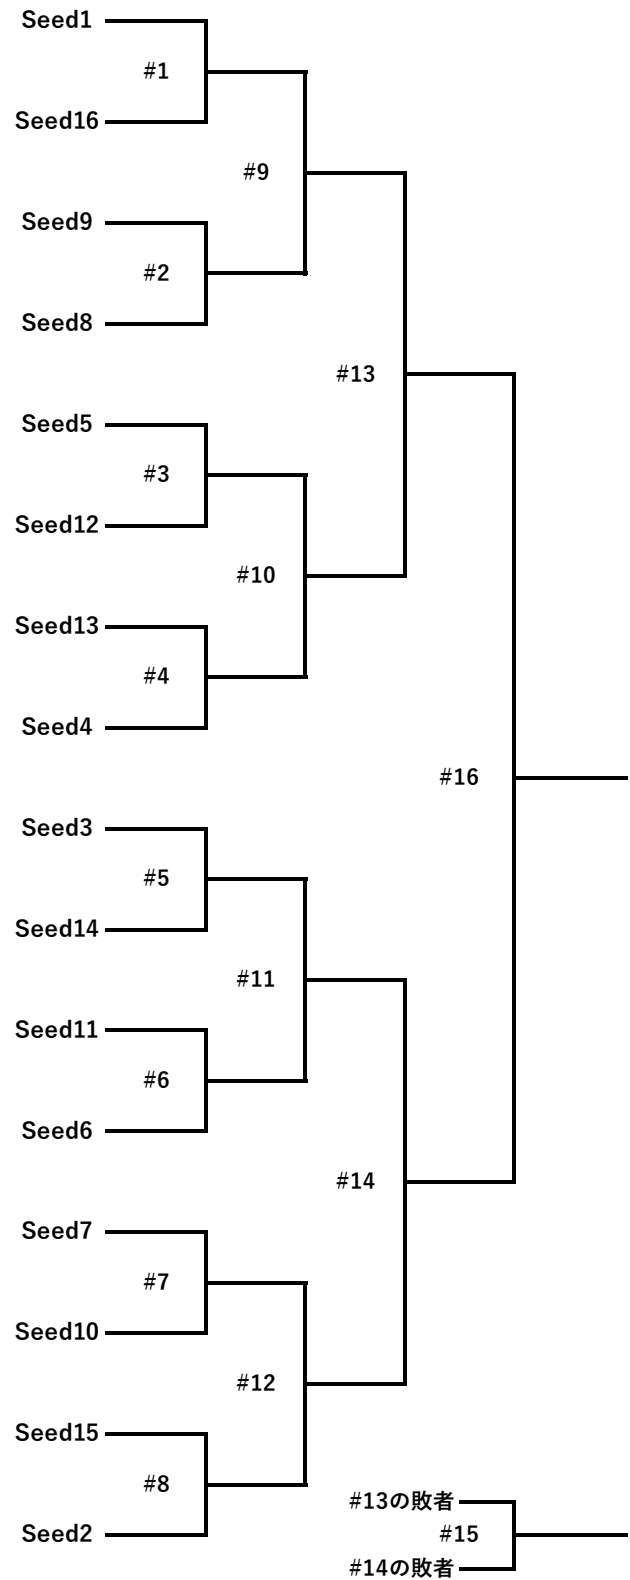 Seed1
#1
Seed16
#9
Seed9
#2
Seed8
#13
Seed5
#3
Seed12
#10
Seed13
#4
Seed4
#16
Seed3
#5
Seed14
#11
Seed11
#6
Seed6
#14
Seed7
#7
Seed10
#12
Seed15
#8
Seed2
#13の敗者
#15
#14の敗者